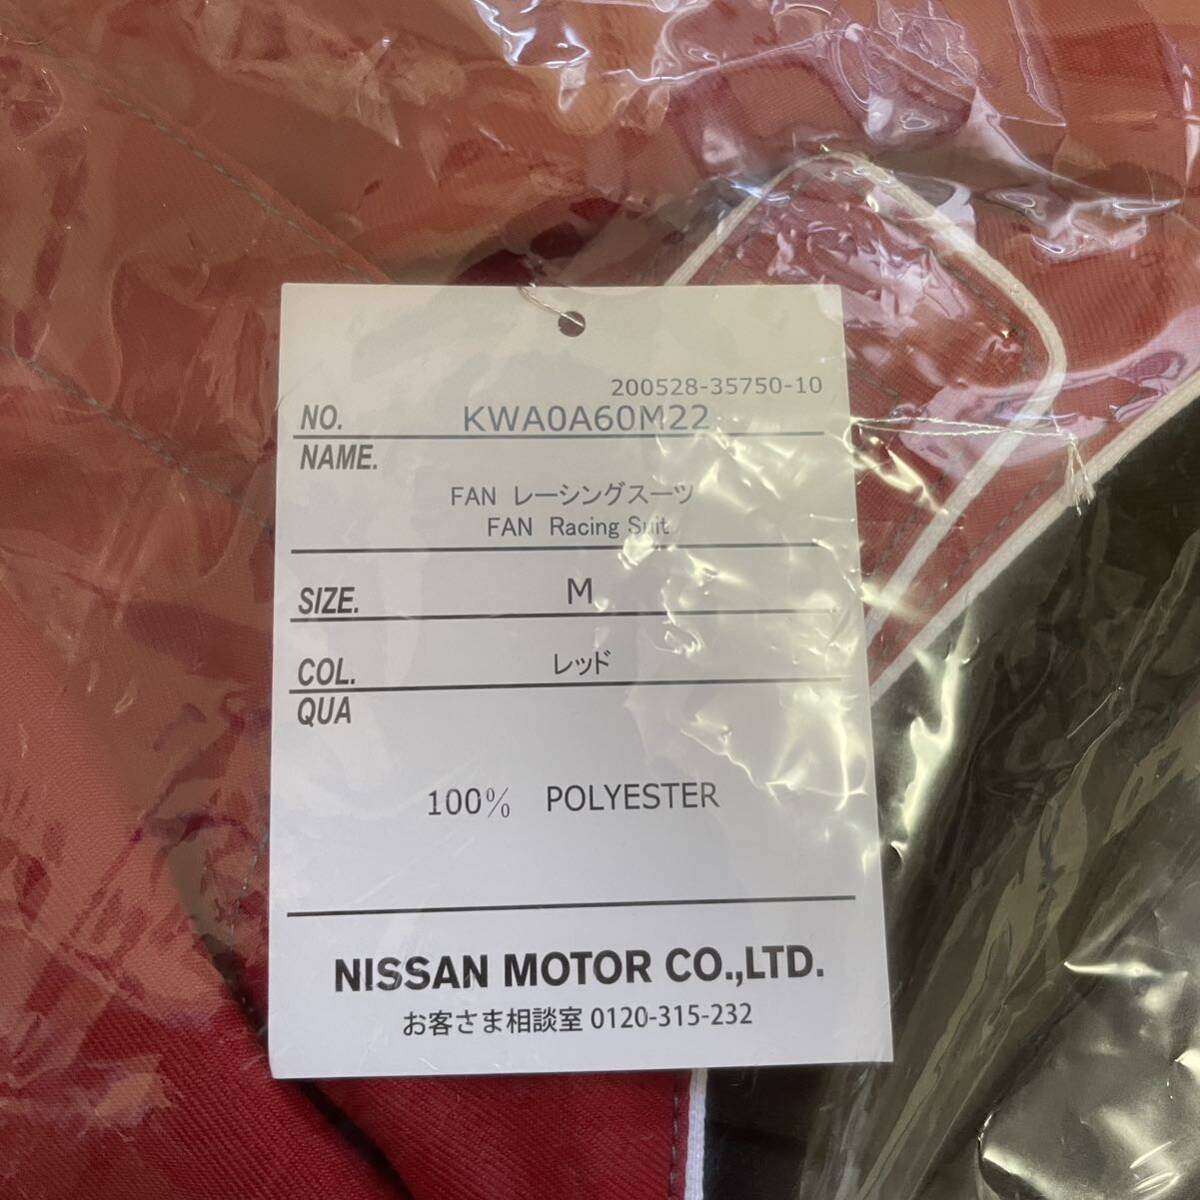 200528-35750-10
NO. KWA0A60M22
NAME.
FAN レーシングスーツ
FAN Racing Suit
SIZE. M
COL. レッド
QUA
100% POLYESTER
NISSAN MOTOR CO.,LTD.
お客さま相談室 0120-315-232